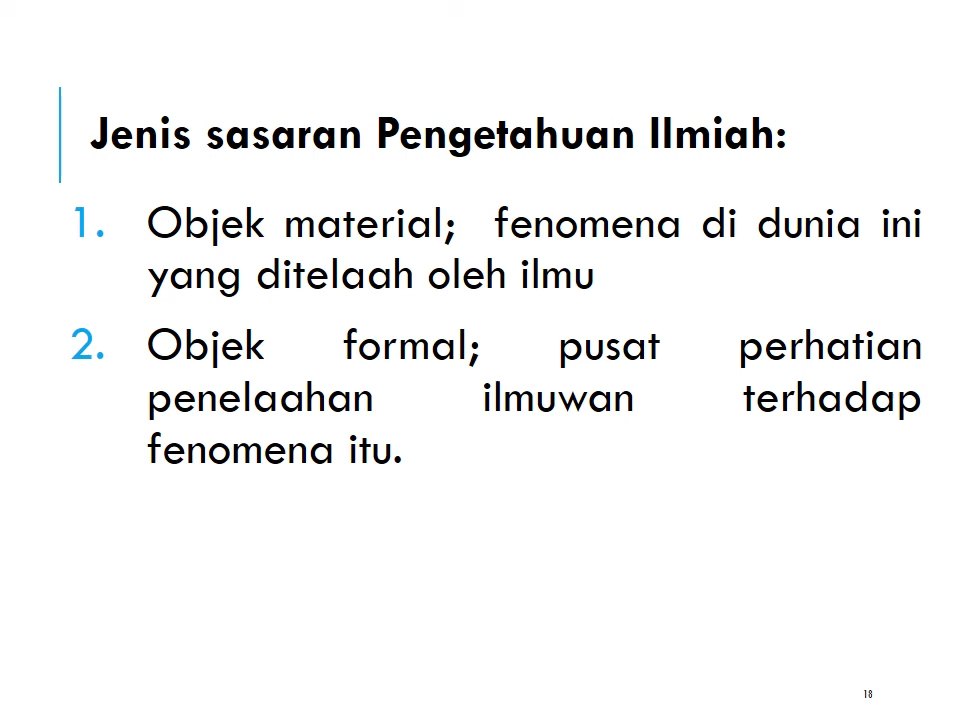 Jenis sasaran Pengetahuan Ilmiah:
1. Objek material; fenomena di dunia ini
yang ditelaah oleh ilmu
2. Objek formal; pusat perhatian
penelaahan ilmuwan terhadap
fenomena itu.
18